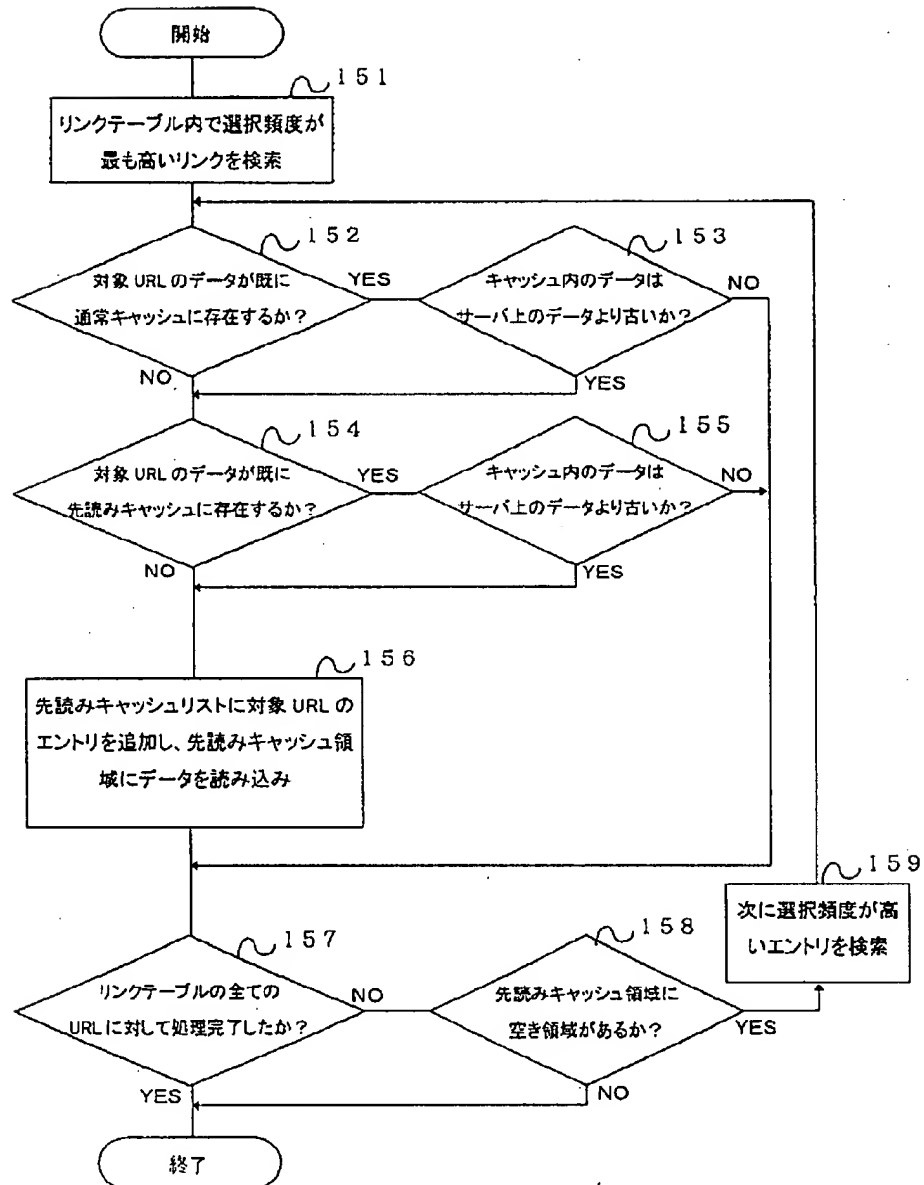 開始
151
リンクテーブル内で選択頻度が
最も高いリンクを検索
152
対象 URL のデータが既に
通常キャッシュに存在するか?
YES
NO
153
キャッシュ内のデータは
サーバ上のデータより古いか?
NO
YES
154
対象 URL のデータが既に
先読みキャッシュに存在するか?
YES
NO
155
キャッシュ内のデータは
サーバ上のデータより古いか?
NO
YES
156
先読みキャッシュリストに対象 URL の
エントリを追加し、先読みキャッシュ領
域にデータを読み込み
159
次に選択頻度が高
いエントリを検索
157
リンクテーブルの全ての
URLに対して処理完了したか?
NO
YES
158
先読みキャッシュ領域に
空き領域があるか?
YES
NO
終了